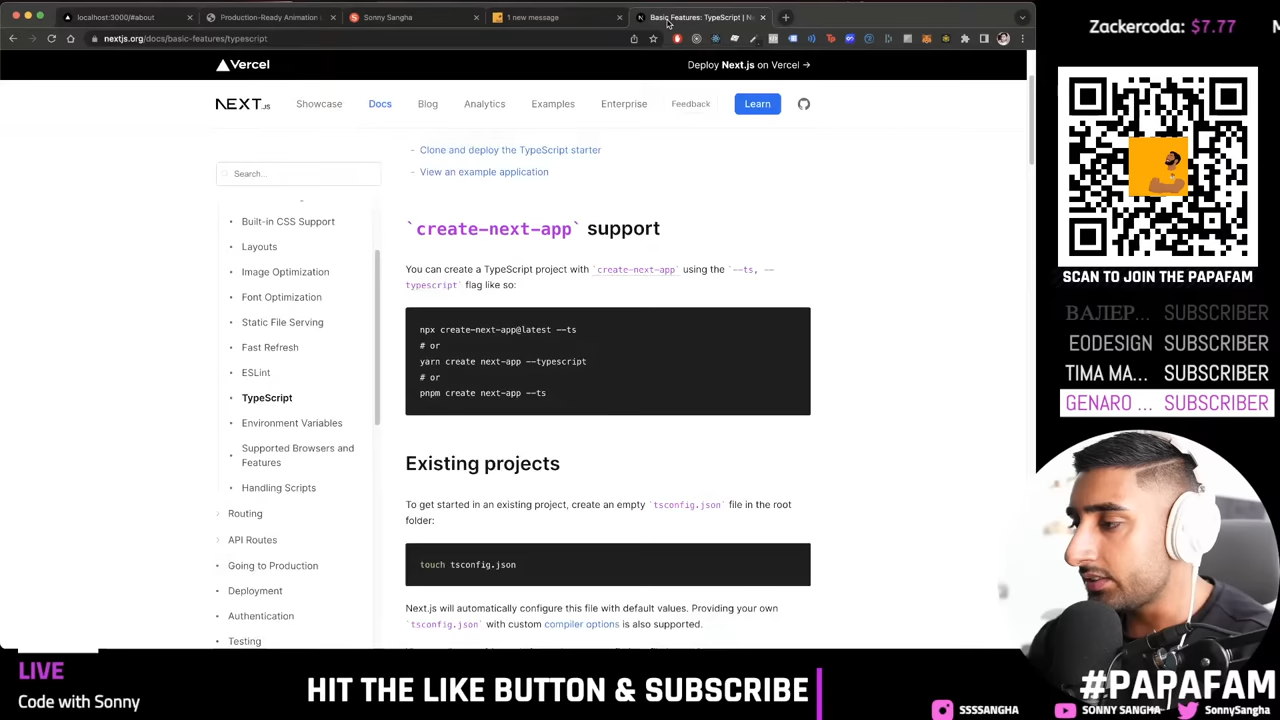 localhost:3000/#about
Production-Ready Animation
Sonny Sangha
1 new message
Basic Features: TypeScript | N
nextjs.org/docs/basic-features/typescript
Vercel
Deploy Next.js on Vercel →
NEXT.JS
Showcase
Docs
Blog
Analytics
Examples
Enterprise
Feedback
Learn
Search...
Built-in CSS Support
Layouts
Image Optimization
Font Optimization
Static File Serving
Fast Refresh
ESLint
TypeScript
Environment Variables
Supported Browsers and
Features
Handling Scripts
Routing
API Routes
Going to Production
Deployment
Authentication
Testing
– Clone and deploy the TypeScript starter
– View an example application
`create-next-app` support
You can create a TypeScript project with `create-next-app` using the `--ts, --
typescript` flag like so:
npx create-next-app@latest --ts
# or
yarn create next-app --typescript
# or
pnpm create next-app --ts
Existing projects
To get started in an existing project, create an empty `tsconfig.json` file in the root
folder:
touch tsconfig.json
Next.js will automatically configure this file with default values. Providing your own
`tsconfig.json` with custom compiler options is also supported.
Zackercoda: $7.77
SCAN TO JOIN THE PAPAFAM
ВАЛЕР... SUBSCRIBER
EODESIGN SUBSCRIBER
TIMA MA... SUBSCRIBER
GENARO ... SUBSCRIBER
LIVE
Code with Sonny
HIT THE LIKE BUTTON & SUBSCRIBE
#PAPAFAM
SSSSANGHA
SONNY SANGHA
SonnySangha